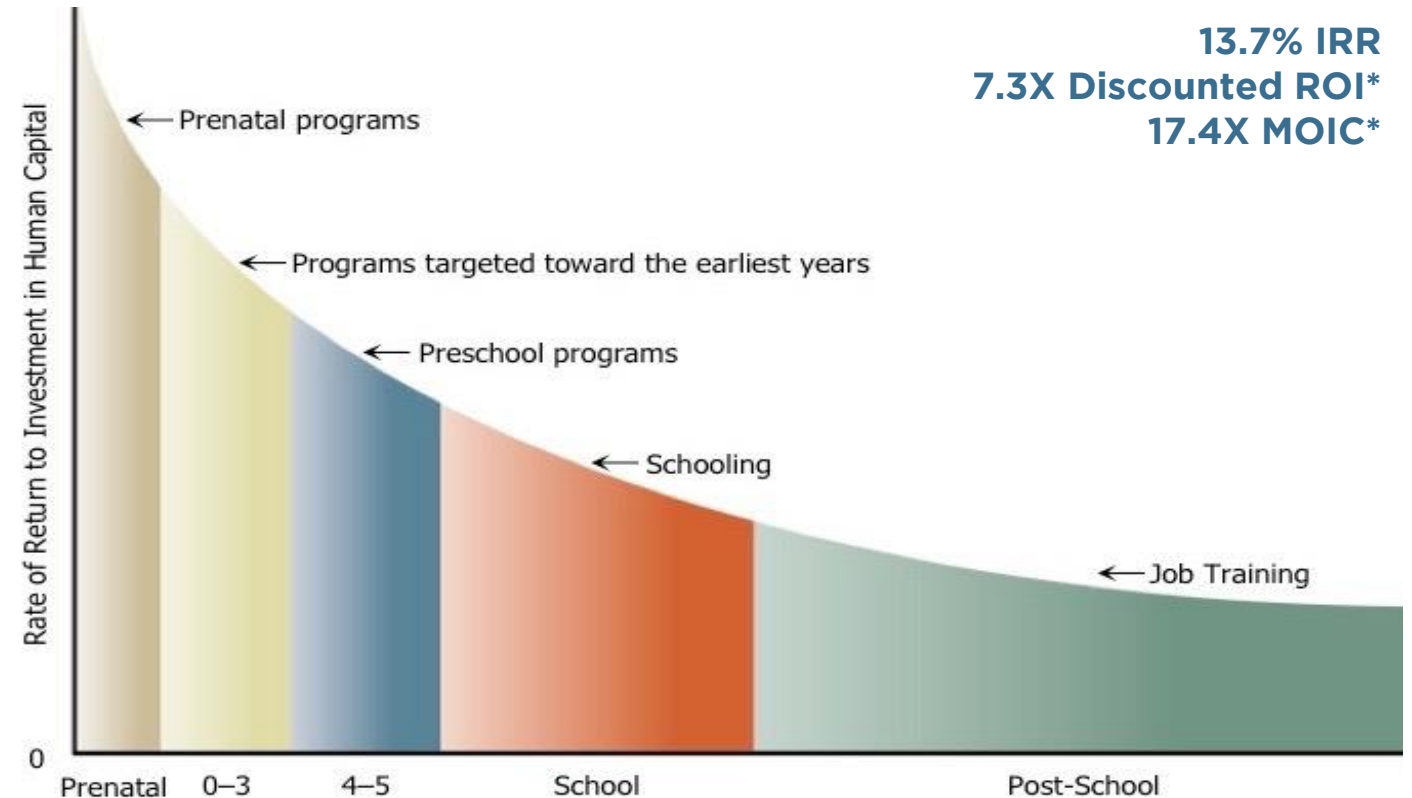 13.7% IRR
7.3X Discounted ROI*
17.4X MOIC*
Rate of Return to Investment in Human Capital
Prenatal programs
Programs targeted toward the earliest years
Preschool programs
Schooling
Job Training
0
Prenatal 0–3 4–5 School Post-School